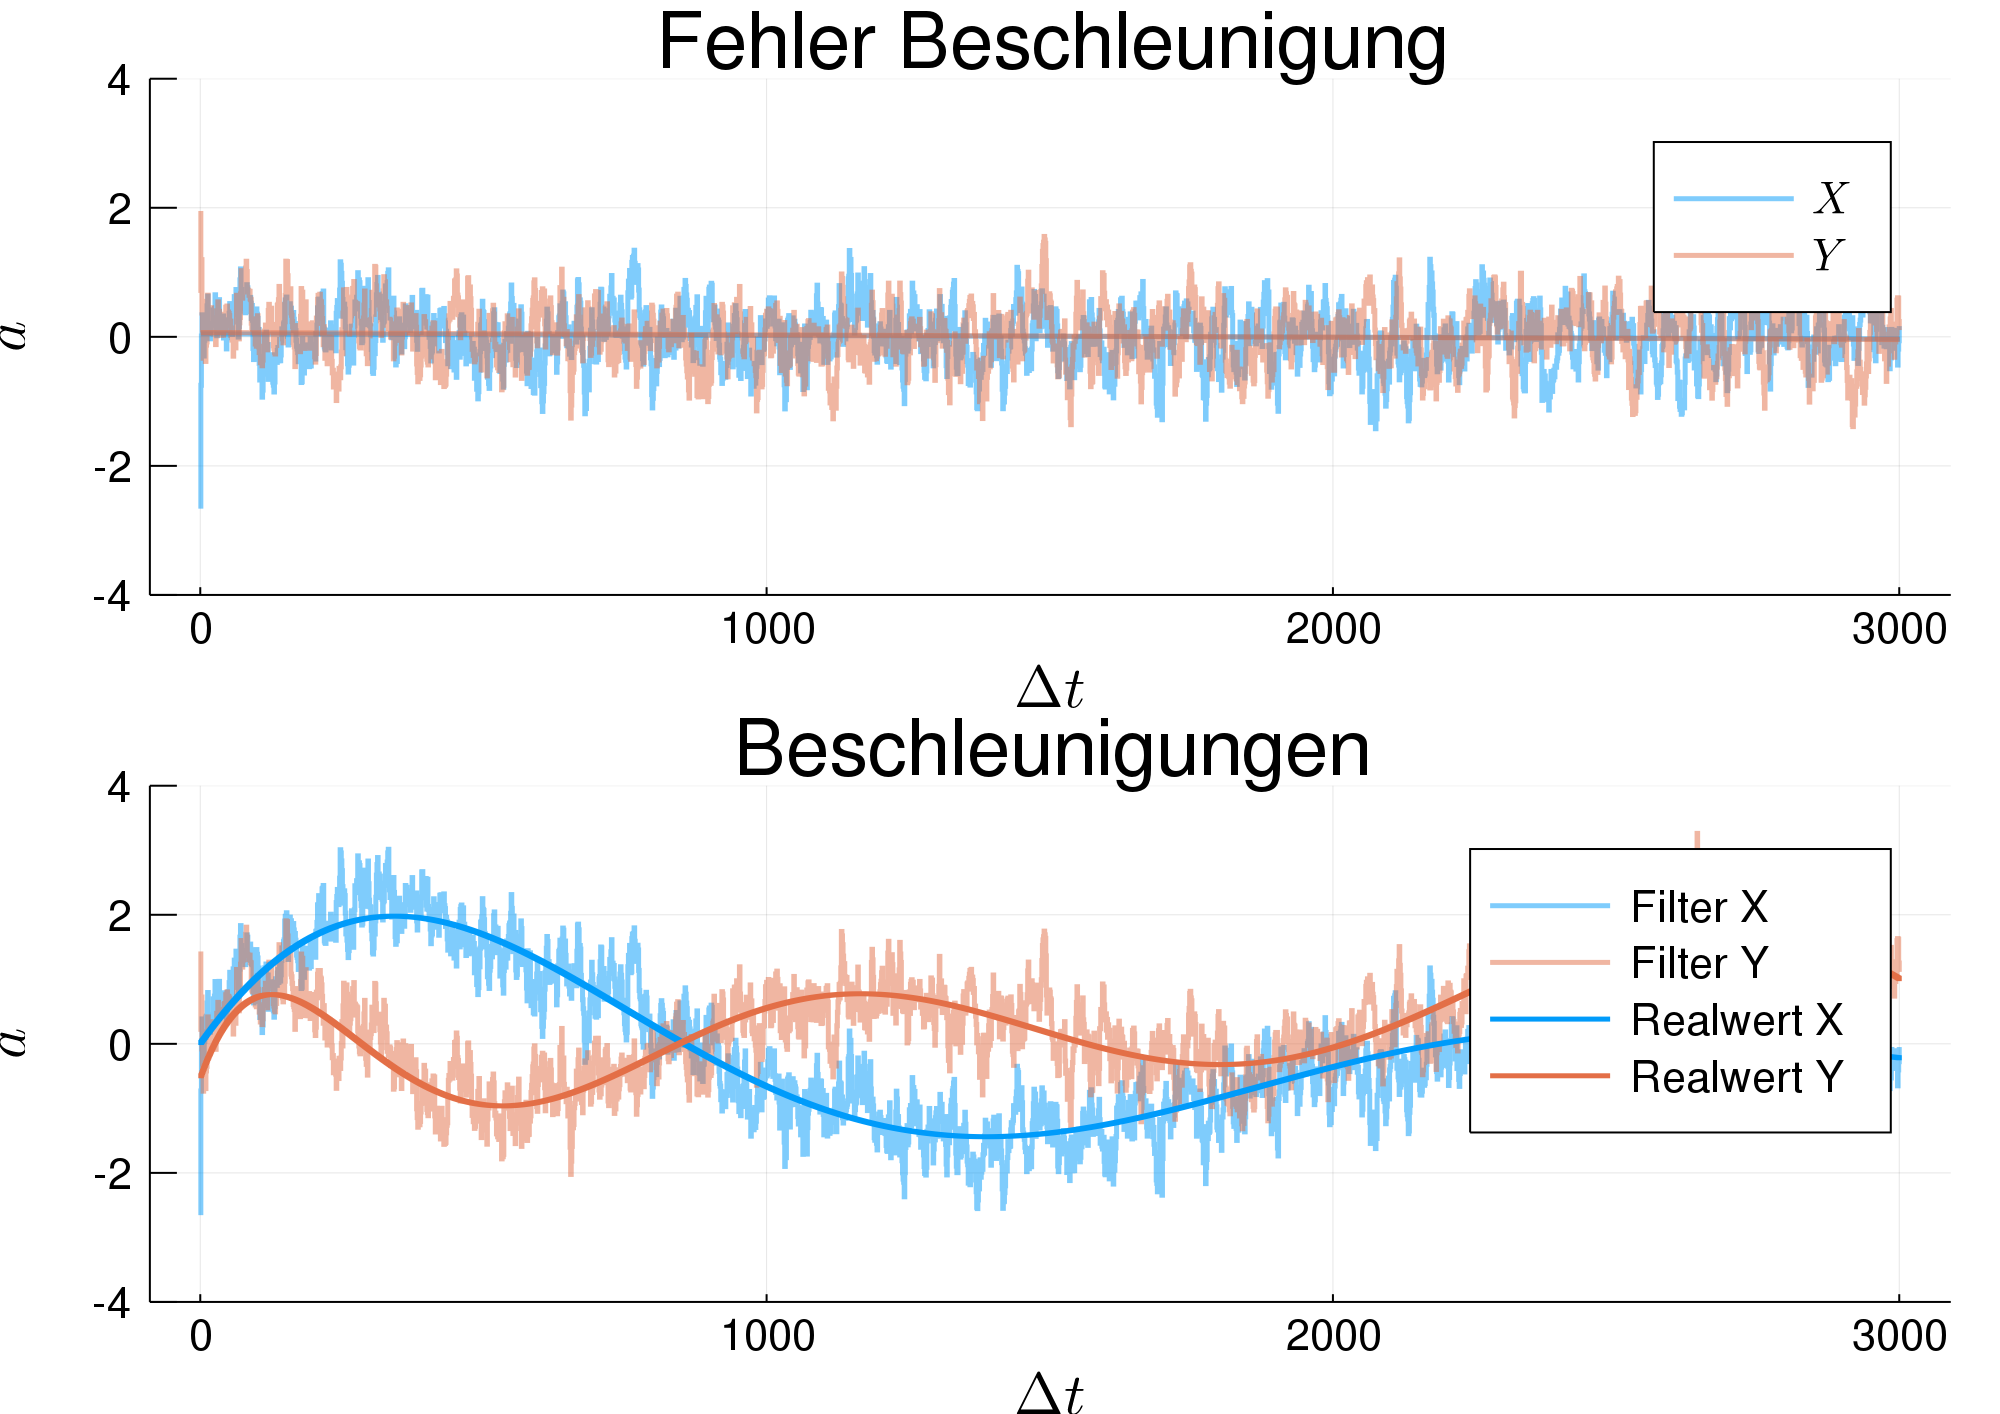 Fehler Beschleunigung
4
2
0
-2
-4
a
X
Y
0 1000 2000 3000
Δt
Beschleunigungen
4
2
0
-2
-4
a
Filter X
Filter Y
Realwert X
Realwert Y
0 1000 2000 3000
Δt